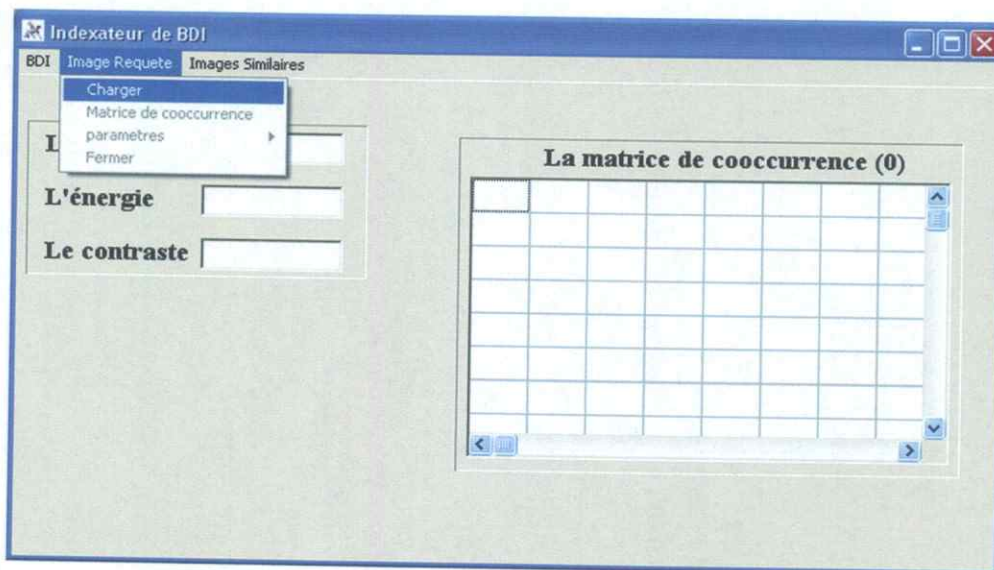 Indexateur de BDI
BDI Image Requete Images Similaires
Charger
Matrice de cooccurrence
parametres
Fermer
L
L'énergie
Le contraste
La matrice de cooccurrence (0)